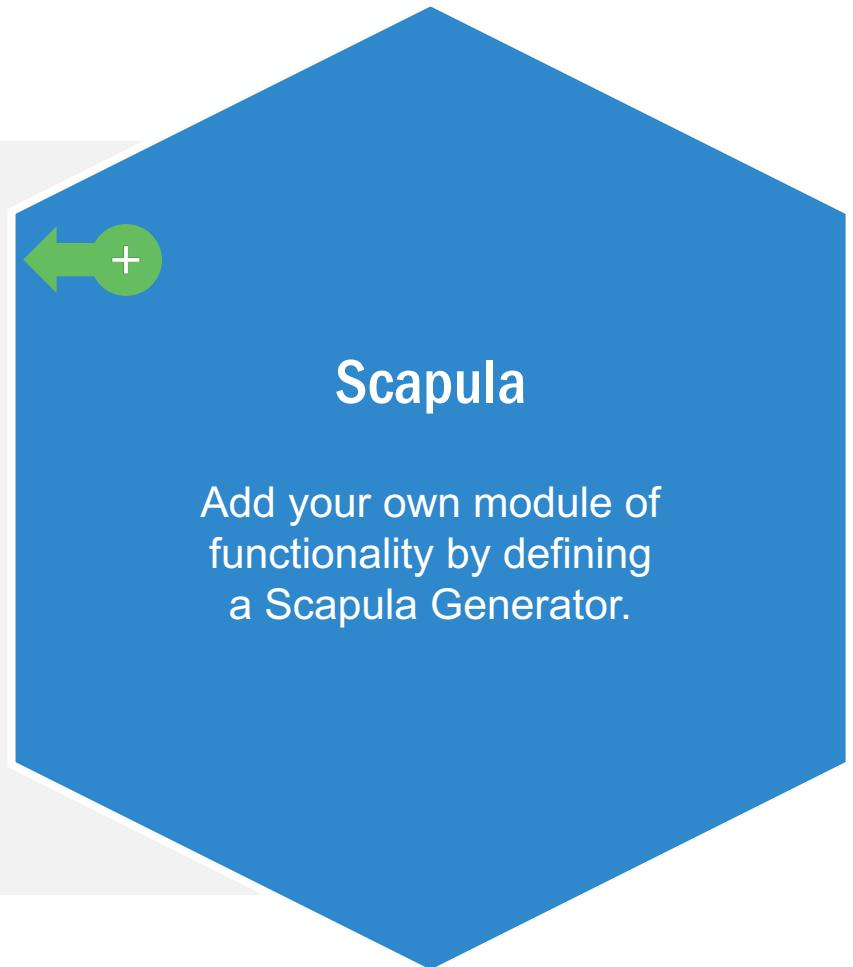 +
Scapula
Add your own module of
functionality by defining
a Scapula Generator.